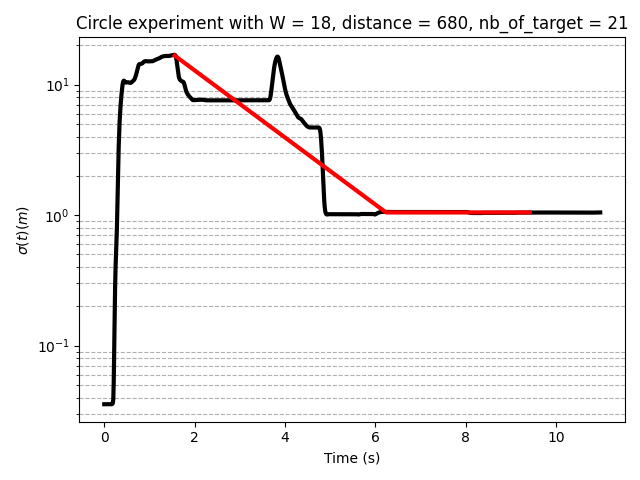 Circle experiment with W = 18, distance = 680, nb_of_target = 21
10¹
10⁰
10⁻¹
σ(t)(m)
0 2 4 6 8 10
Time (s)